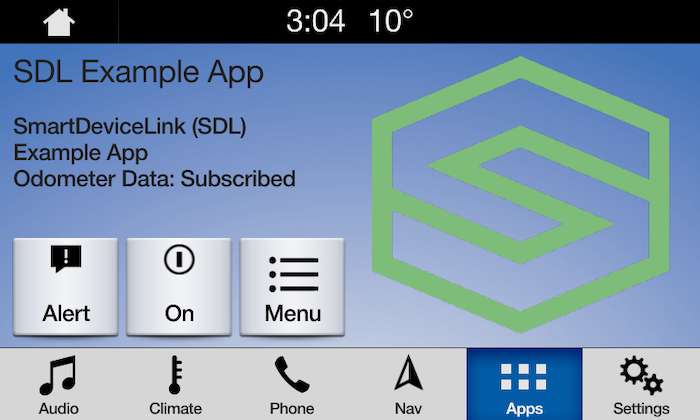 3:04 10°
SDL Example App
SmartDeviceLink (SDL)
Example App
Odometer Data: Subscribed
Alert On Menu
Audio Climate Phone Nav Apps Settings